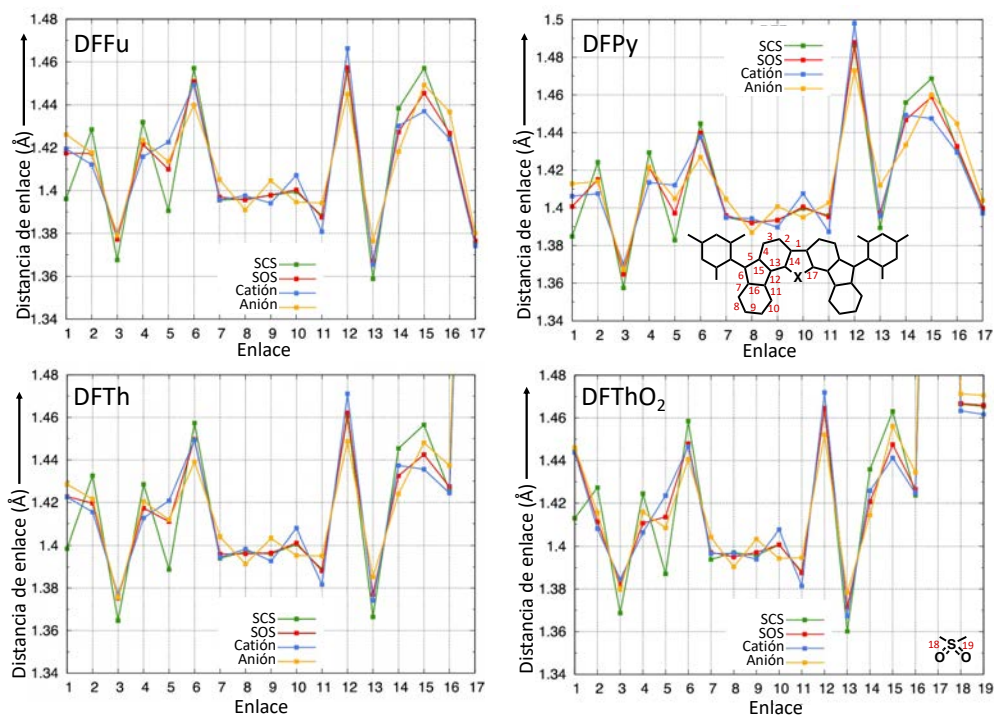 DFFu
Distancia de enlace (Å)
1.48
1.46
1.44
1.42
1.4
1.38
1.36
1.34
SCS
SOS
Catión
Anión
1 2 3 4 5 6 7 8 9 10 11 12 13 14 15 16 17
Enlace
DFPy
Distancia de enlace (Å)
1.5
1.48
1.46
1.44
1.42
1.4
1.38
1.36
1.34
SCS
SOS
Catión
Anión
3 2 1
4
5 13 14
6 15 17
12 X
7 16 11
8 9 10
1 2 3 4 5 6 7 8 9 10 11 12 13 14 15 16 17
Enlace
DFTh
Distancia de enlace (Å)
1.48
1.46
1.44
1.42
1.4
1.38
1.36
1.34
SCS
SOS
Catión
Anión
1 2 3 4 5 6 7 8 9 10 11 12 13 14 15 16 17
Enlace
DFThO2
Distancia de enlace (Å)
1.48
1.46
1.44
1.42
1.4
1.38
1.36
1.34
SCS
SOS
Catión
Anión
18 S 19
O O
1 2 3 4 5 6 7 8 9 10 11 12 13 14 15 16 17 18 19
Enlace